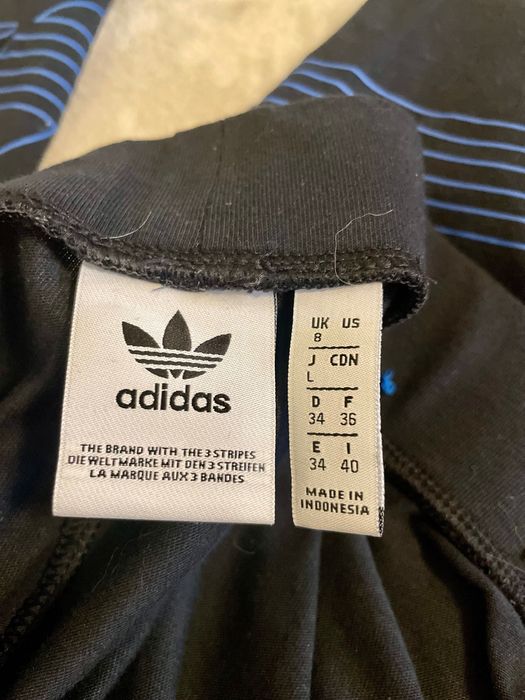 adidas
THE BRAND WITH THE 3 STRIPES
DIE WELTMARKE MIT DEN 3 STREIFEN
LA MARQUE AUX 3 BANDES
UK US
8
J CDN
L
D F
34 36
E I
34 40
MADE IN
INDONESIA